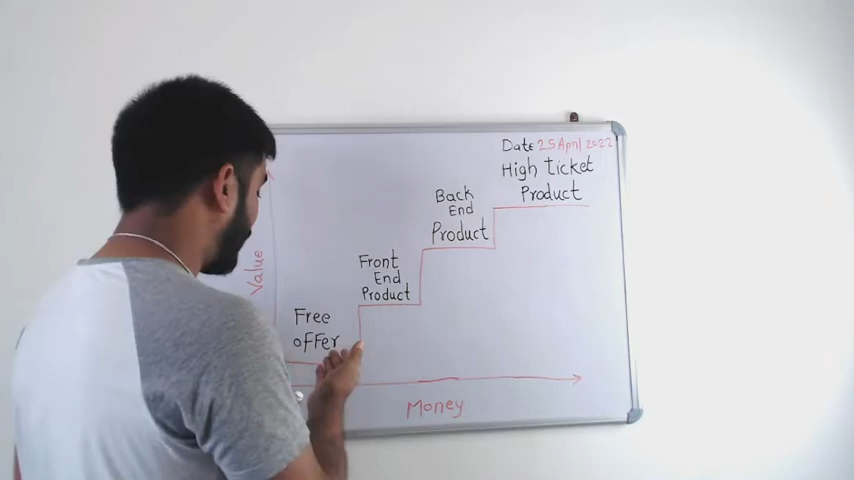 Date 25 April 2022
High Ticket
Product
Back
End
Product
Front
End
Product
Value
Free
offer
Money